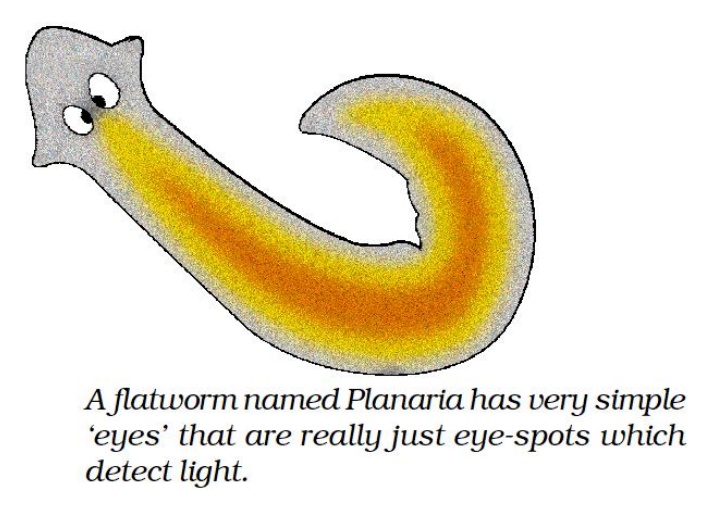 A flatworm named Planaria has very simple
‘eyes’ that are really just eye-spots which
detect light.